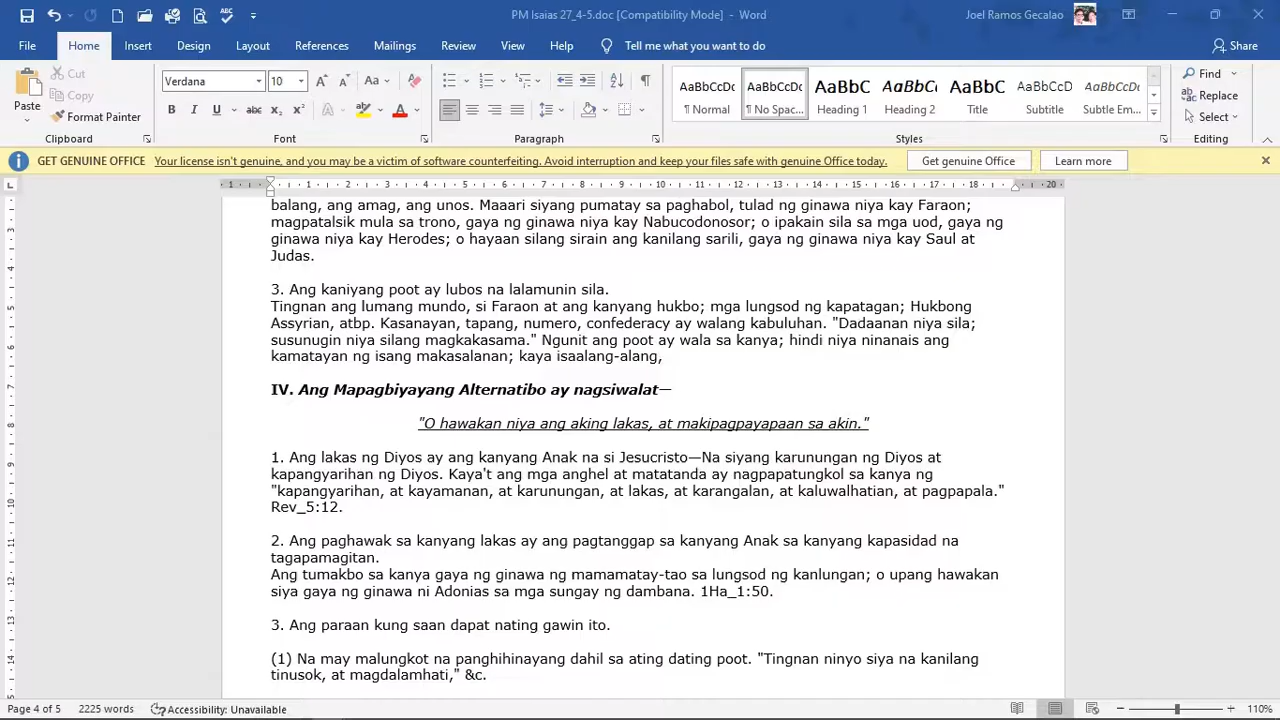 PM Isaias 27_4-5.doc [Compatibility Mode] - Word
Joel Ramos Gecalao
File Home Insert Design Layout References Mailings Review View Help Tell me what you want to do Share
Paste
Cut
Copy
Format Painter
Clipboard
Verdana 10
Font
Paragraph
AaBbCcDc ¶ Normal
AaBbCcDc ¶ No Spac...
AaBbC Heading 1
AaBbCc Heading 2
AaBbC Title
AaBbCcD Subtitle
AaBbCcDc Subtle Em...
Styles
Find
Replace
Select
Editing
GET GENUINE OFFICE Your license isn't genuine, and you may be a victim of software counterfeiting. Avoid interruption and keep your files safe with genuine Office today. Get genuine Office Learn more
balang, ang amag, ang unos. Maaari siyang pumatay sa paghabol, tulad ng ginawa niya kay Faraon;
magpatalsik mula sa trono, gaya ng ginawa niya kay Nabucodonosor; o ipakain sila sa mga uod, gaya ng
ginawa niya kay Herodes; o hayaan silang sirain ang kanilang sarili, gaya ng ginawa niya kay Saul at
Judas.
3. Ang kaniyang poot ay lubos na lalamunin sila.
Tingnan ang lumang mundo, si Faraon at ang kanyang hukbo; mga lungsod ng kapatagan; Hukbong
Assyrian, atbp. Kasanayan, tapang, numero, confederacy ay walang kabuluhan. "Dadaanan niya sila;
susunugin niya silang magkakasama." Ngunit ang poot ay wala sa kanya; hindi niya ninanais ang
kamatayan ng isang makasalanan; kaya isaalang-alang,
IV. Ang Mapagbiyayang Alternatibo ay nagsiwalat—
"O hawakan niya ang aking lakas, at makipagpayapaan sa akin."
1. Ang lakas ng Diyos ay ang kanyang Anak na si Jesucristo—Na siyang karunungan ng Diyos at
kapangyarihan ng Diyos. Kaya't ang mga anghel at matatanda ay nagpapatungkol sa kanya ng
"kapangyarihan, at kayamanan, at karunungan, at lakas, at karangalan, at kaluwalhatian, at pagpapala."
Rev_5:12.
2. Ang paghawak sa kanyang lakas ay ang pagtanggap sa kanyang Anak sa kanyang kapasidad na
tagapamagitan.
Ang tumakbo sa kanya gaya ng ginawa ng mamamatay-tao sa lungsod ng kanlungan; o upang hawakan
siya gaya ng ginawa ni Adonias sa mga sungay ng dambana. 1Ha_1:50.
3. Ang paraan kung saan dapat nating gawin ito.
(1) Na may malungkot na panghihinayang dahil sa ating dating poot. "Tingnan ninyo siya na kanilang
tinusok, at magdalamhati," &c.
Page 4 of 5 2225 words Accessibility: Unavailable 110%